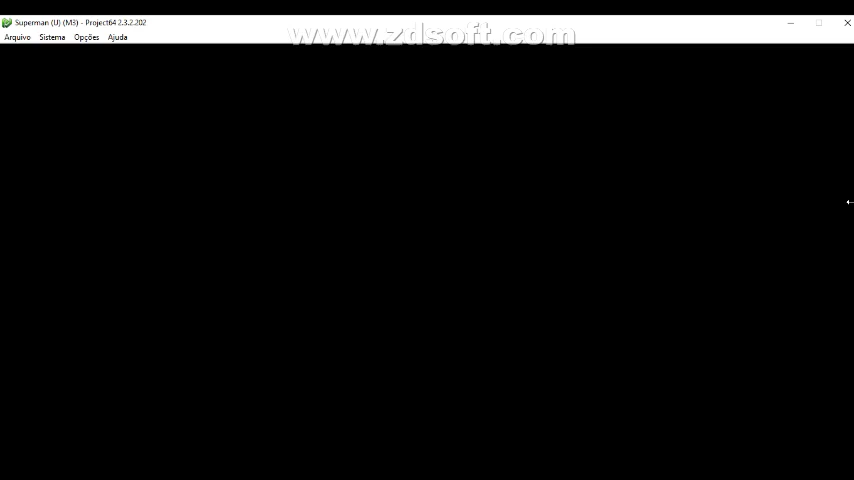 Superman (U) (M3) - Project64 2.3.2.202
www.zdsoft.com
Arquivo Sistema Opções Ajuda